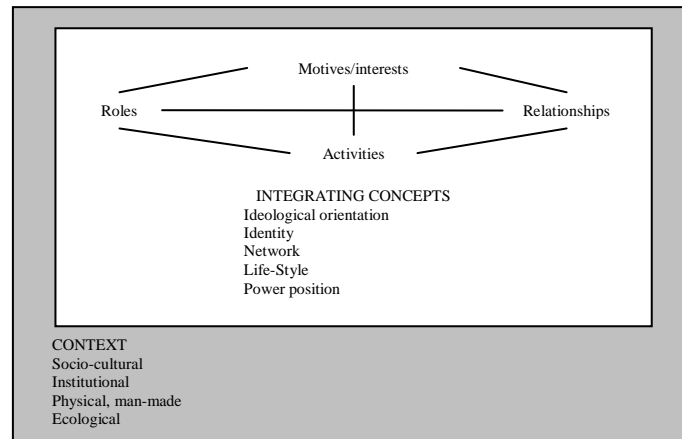 Motives/interests
Roles
Relationships
Activities
INTEGRATING CONCEPTS
Ideological orientation
Identity
Network
Life-Style
Power position
CONTEXT
Socio-cultural
Institutional
Physical, man-made
Ecological